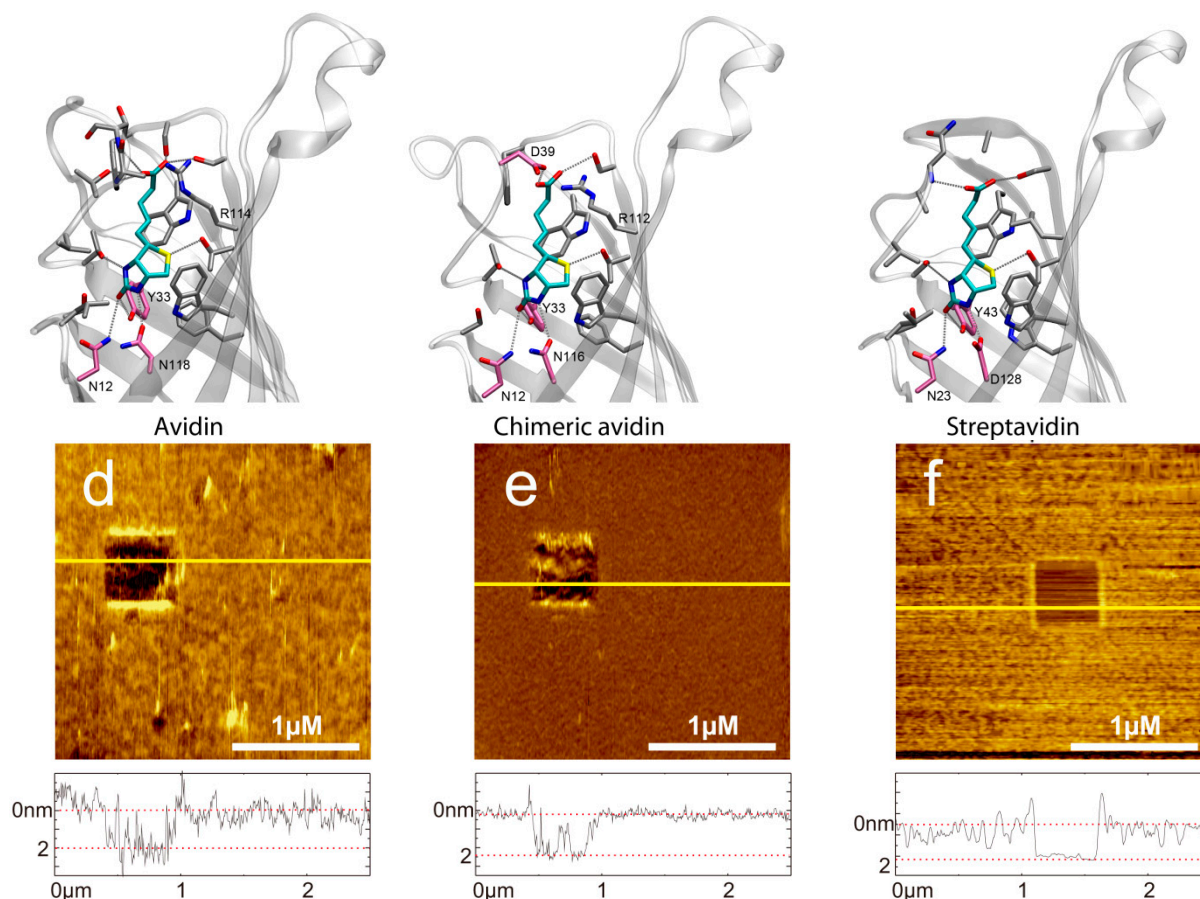 D39
R114
R112
Y33
Y33
Y43
N12
N118
N12
N116
N23
D128
Avidin
Chimeric avidin
Streptavidin
d
e
f
1µM
1µM
1µM
0nm
2
0µm
1
2
0nm
2
0µm
1
2
0nm
2
0µm
1
2